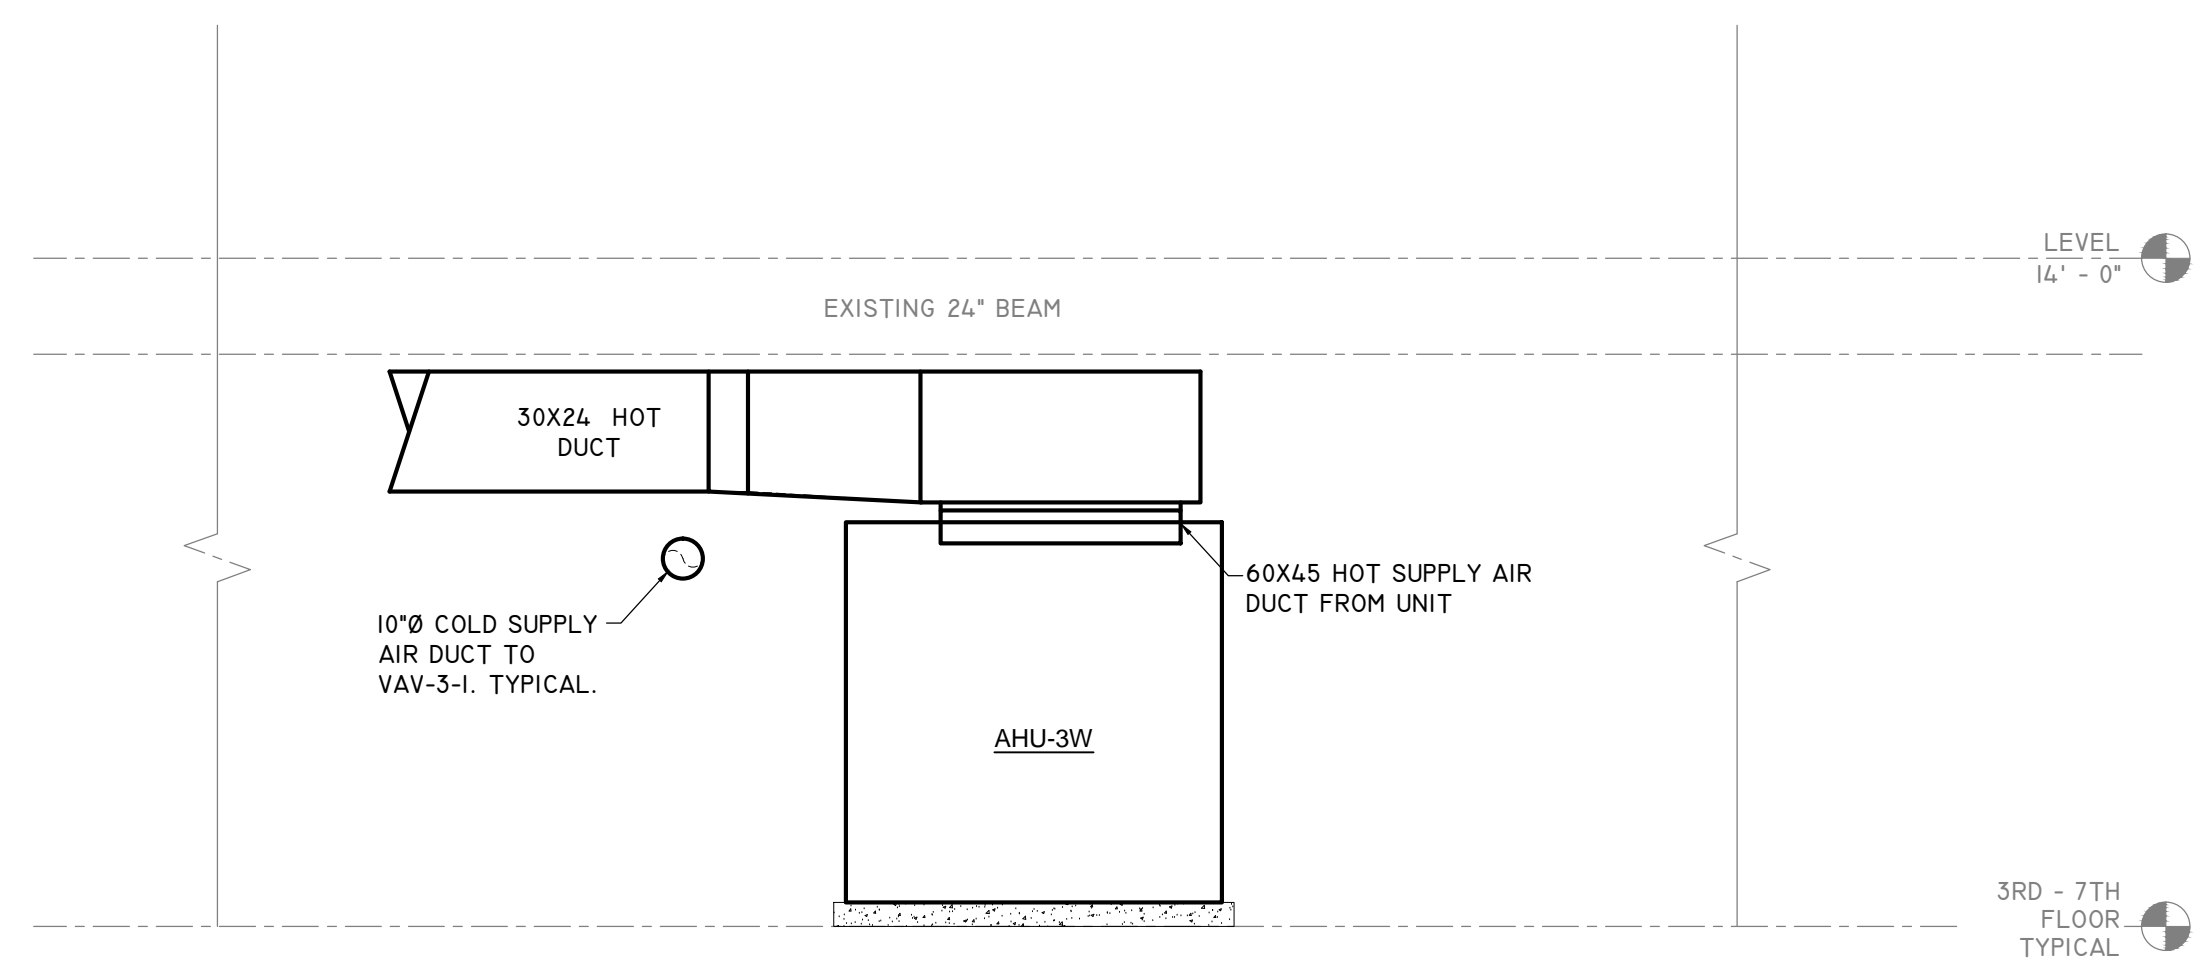 LEVEL
14' - 0"
EXISTING 24" BEAM
30X24 HOT
DUCT
60X45 HOT SUPPLY AIR
DUCT FROM UNIT
10"Ø COLD SUPPLY
AIR DUCT TO
VAV-3-1. TYPICAL.
AHU-3W
3RD - 7TH
FLOOR
TYPICAL